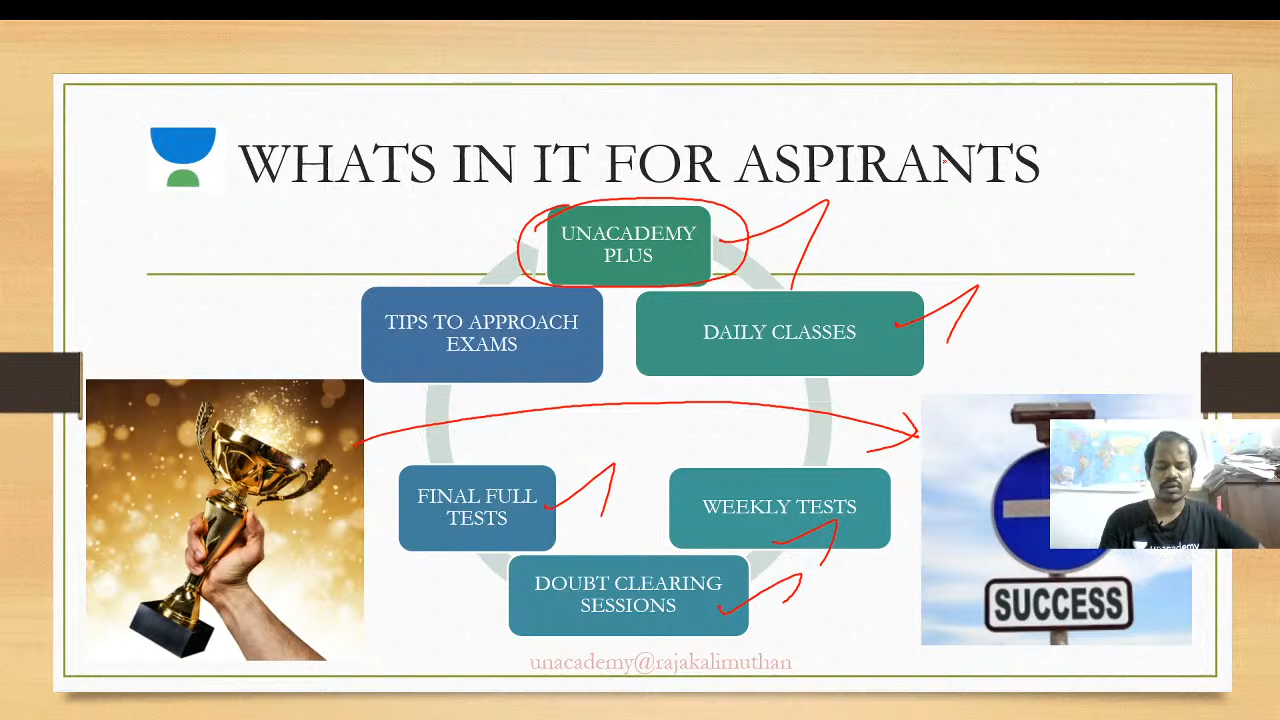 WHATS IN IT FOR ASPIRANTS
UNACADEMY
PLUS
TIPS TO APPROACH
EXAMS
DAILY CLASSES
FINAL FULL
TESTS
WEEKLY TESTS
DOUBT CLEARING
SESSIONS
SUCCESS
unacademy
unacademy@rajakalimuthan